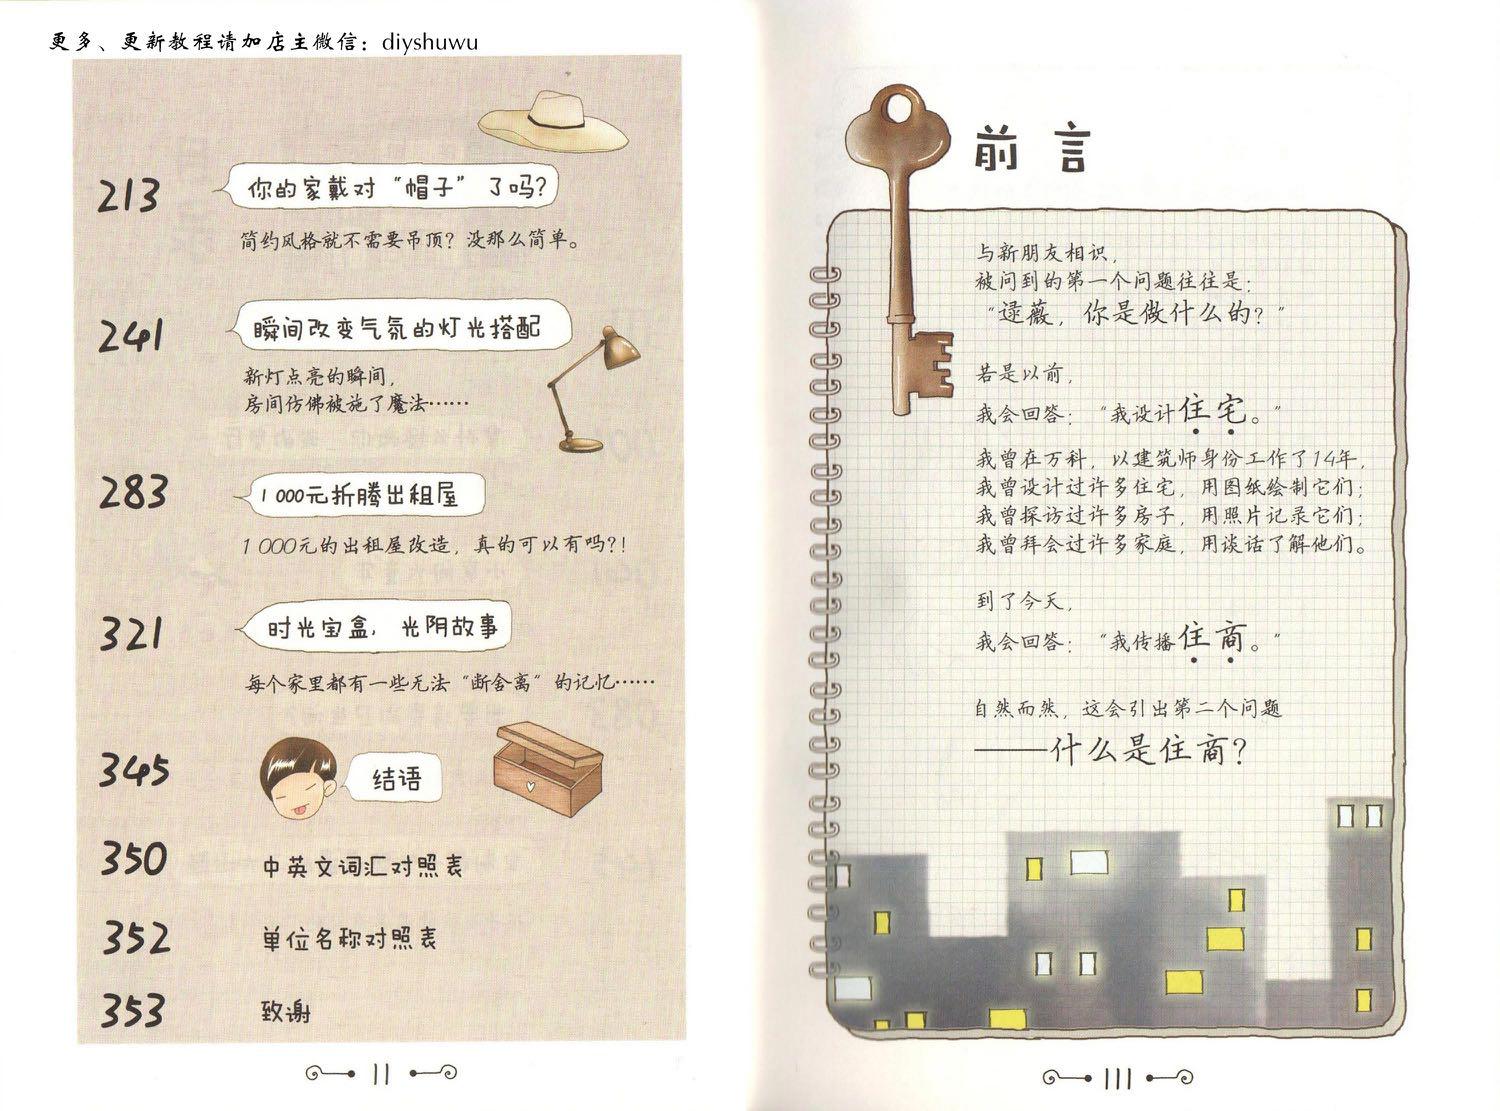 更多、更新教程请加店主微信：diyshuwu
213 你的家戴对“帽子”了吗?
简约风格就不需要吊顶？没那么简单。
241 瞬间改变气氛的灯光搭配
新灯点亮的瞬间，
房间仿佛被施了魔法……
283 1 000元折腾出租屋
1 000元的出租屋改造，真的可以有吗?!
321 时光宝盒，光阴故事
每个家里都有一些无法“断舍离”的记忆……
345 结语
350 中英文词汇对照表
352 单位名称对照表
353 致谢
II
前言
与新朋友相识，
被问到的第一个问题往往是：
“逯薇，你是做什么的？”
若是以前，
我会回答：“我设计住宅。”
我曾在万科，以建筑师身份工作了14年，
我曾设计过许多住宅，用图纸绘制它们；
我曾探访过许多房子，用照片记录它们；
我曾拜会过许多家庭，用谈话了解他们。
到了今天，
我会回答：“我传播住商。”
自然而然，这会引出第二个问题
——什么是住商？
III